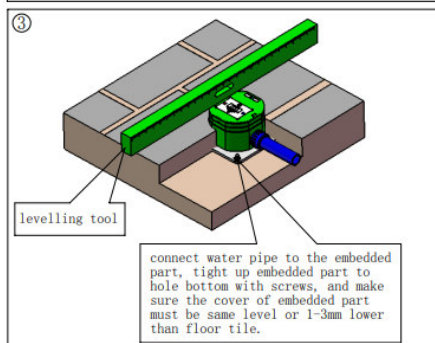 ③
levelling tool
connect water pipe to the embedded
part, tight up embedded part to
hole bottom with screws, and make
sure the cover of embedded part
must be same level or 1-3mm lower
than floor tile.